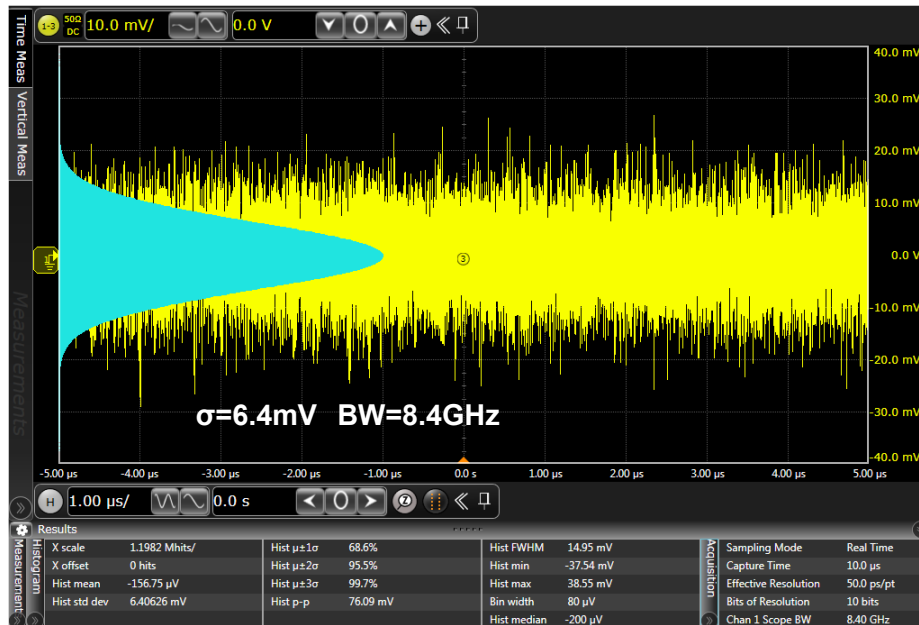 Time Meas
Vertical Meas
Measurements
1-3 50Ω DC 10.0 mV/ 0.0 V
40.0 mV
30.0 mV
20.0 mV
10.0 mV
0.0 V
-10.0 mV
-20.0 mV
-30.0 mV
-40.0 mV
3
σ=6.4mV BW=8.4GHz
-5.00 µs -4.00 µs -3.00 µs -2.00 µs -1.00 µs 0.0 s 1.00 µs 2.00 µs 3.00 µs 4.00 µs 5.00 µs
H 1.00 µs/ 0.0 s
Results
Measurement
Histogram
X scale 1.1982 Mhits/ Hist µ±1σ 68.6% Hist FWHM 14.95 mV
X offset 0 hits Hist µ±2σ 95.5% Hist min -37.54 mV
Hist mean -156.75 µV Hist µ±3σ 99.7% Hist max 38.55 mV
Hist std dev 6.40626 mV Hist p-p 76.09 mV Bin width 80 µV
Hist median -200 µV
Acquisition
Sampling Mode Real Time
Capture Time 10.0 µs
Effective Resolution 50.0 ps/pt
Bits of Resolution 10 bits
Chan 1 Scope BW 8.40 GHz